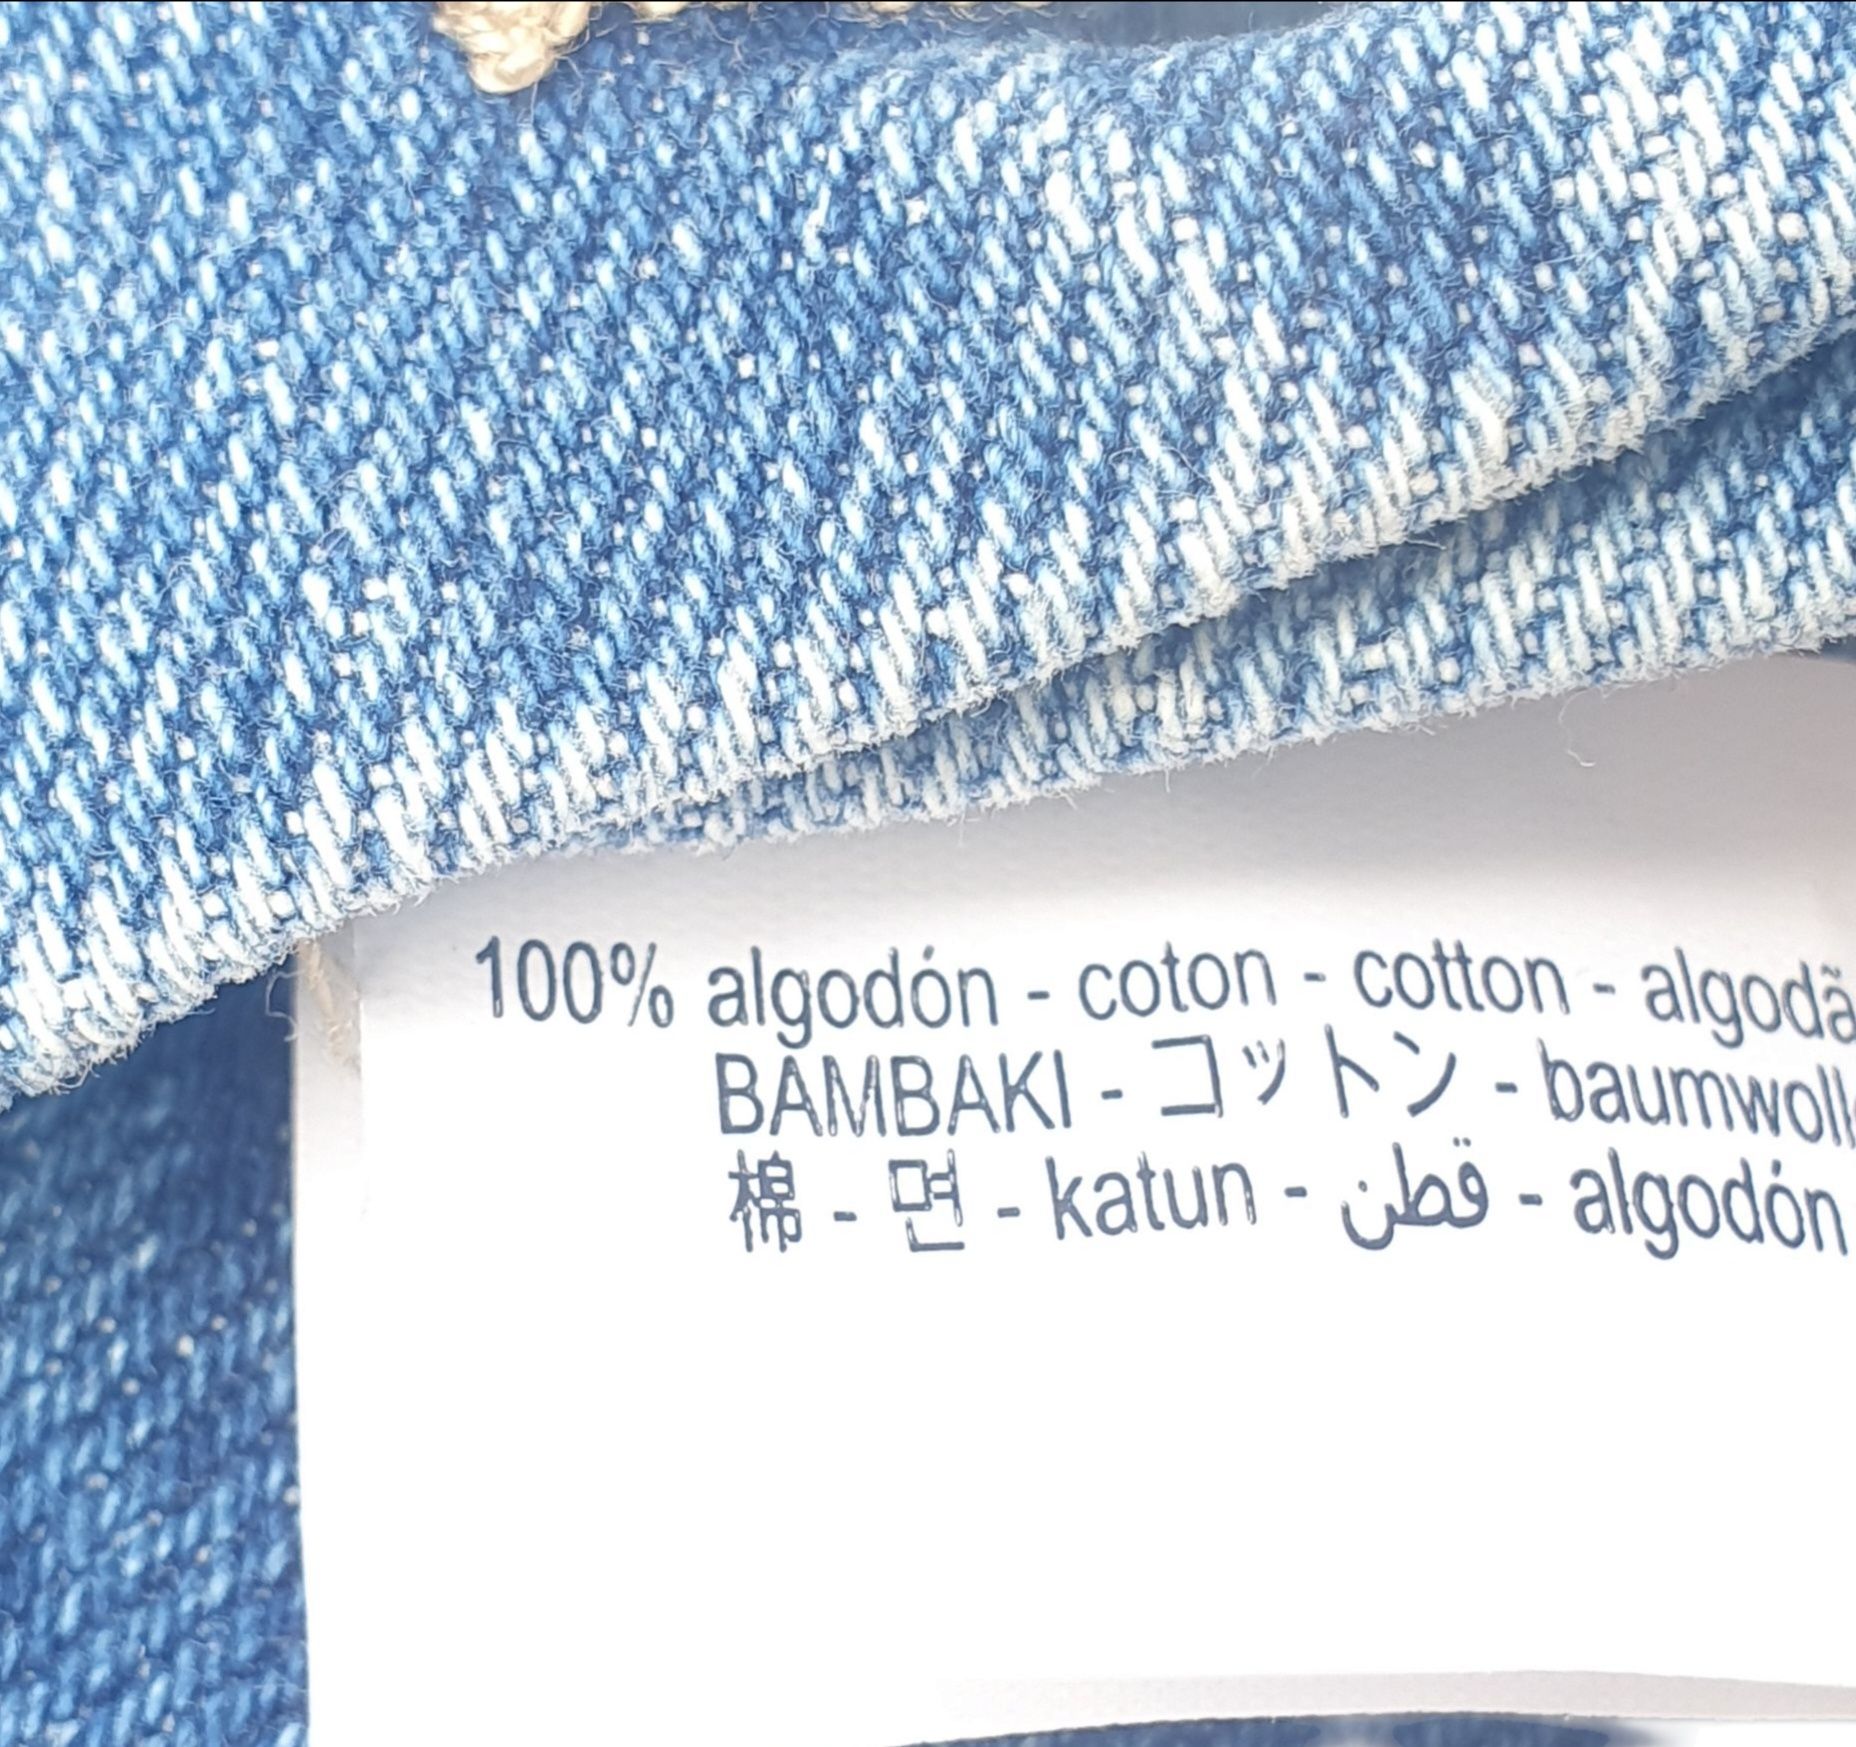 100% algodón - coton - cotton - algodã
BAMBAKI - コットン - baumwoll
棉 - 면 - katun - قطن - algodón